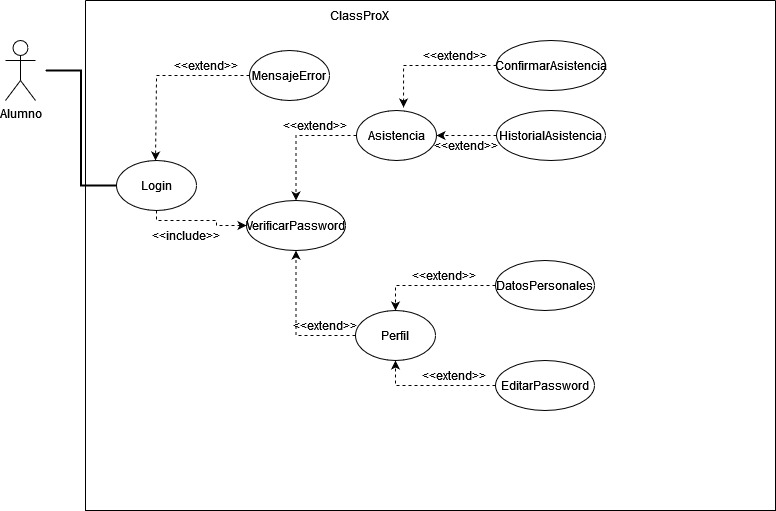 ClassProX
<<extend>>
<<extend>>
MensajeError
ConfirmarAsistencia
Alumno
<<extend>>
Asistencia
HistorialAsistencia
<<extend>>
Login
VerificarPassword
<<include>>
<<extend>>
DatosPersonales
<<extend>>
Perfil
<<extend>>
EditarPassword